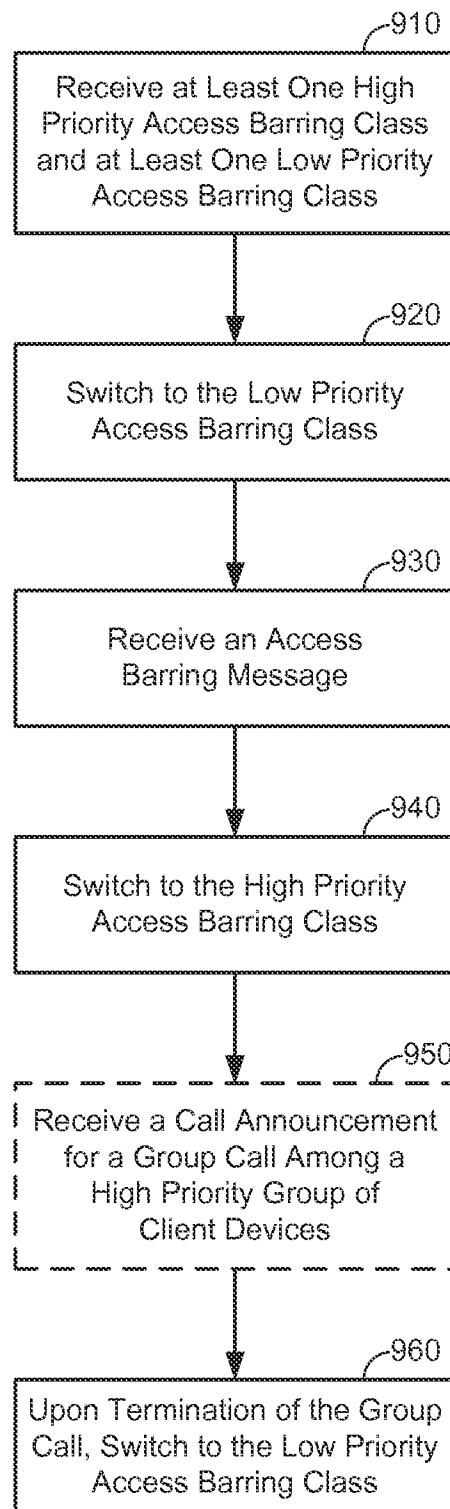 910
Receive at Least One High
Priority Access Barring Class
and at Least One Low Priority
Access Barring Class
920
Switch to the Low Priority
Access Barring Class
930
Receive an Access
Barring Message
940
Switch to the High Priority
Access Barring Class
950
Receive a Call Announcement
for a Group Call Among a
High Priority Group of
Client Devices
960
Upon Termination of the Group
Call, Switch to the Low Priority
Access Barring Class